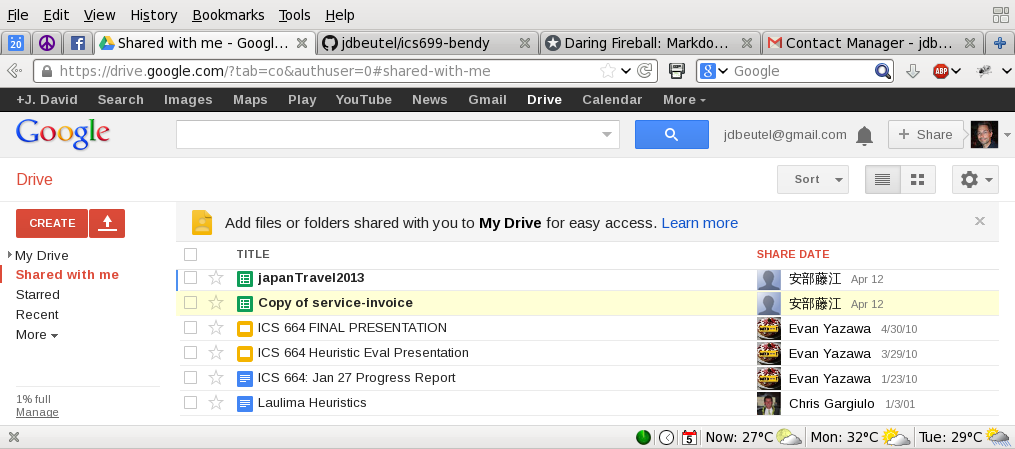 File Edit View History Bookmarks Tools Help
20 Shared with me - Googl... jdbeutel/ics699-bendy Daring Fireball: Markdo... Contact Manager - jdb...
https://drive.google.com/?tab=co&authuser=0#shared-with-me Google ABP
+J. David Search Images Maps Play YouTube News Gmail Drive Calendar More
Google jdbeutel@gmail.com + Share
Drive Sort
CREATE
Add files or folders shared with you to My Drive for easy access. Learn more
My Drive
Shared with me
Starred
Recent
More
1% full
Manage
TITLE SHARE DATE
japanTravel2013 安部藤江 Apr 12
Copy of service-invoice 安部藤江 Apr 12
ICS 664 FINAL PRESENTATION Evan Yazawa 4/30/10
ICS 664 Heuristic Eval Presentation Evan Yazawa 3/29/10
ICS 664: Jan 27 Progress Report Evan Yazawa 1/23/10
Laulima Heuristics Chris Gargiulo 1/3/01
5 Now: 27°C Mon: 32°C Tue: 29°C